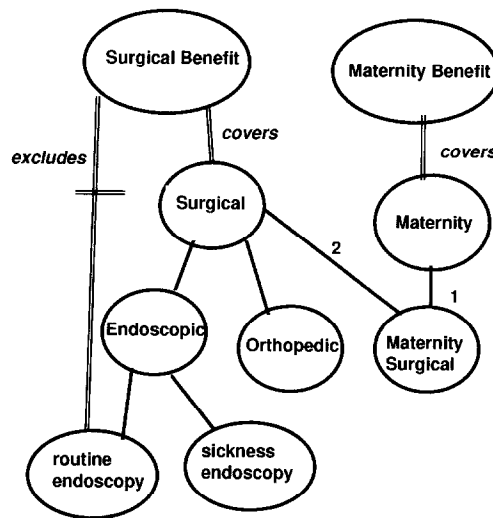 Surgical Benefit
Maternity Benefit
excludes
covers
covers
Surgical
Maternity
2
1
Endoscopic
Orthopedic
Maternity
Surgical
routine
endoscopy
sickness
endoscopy